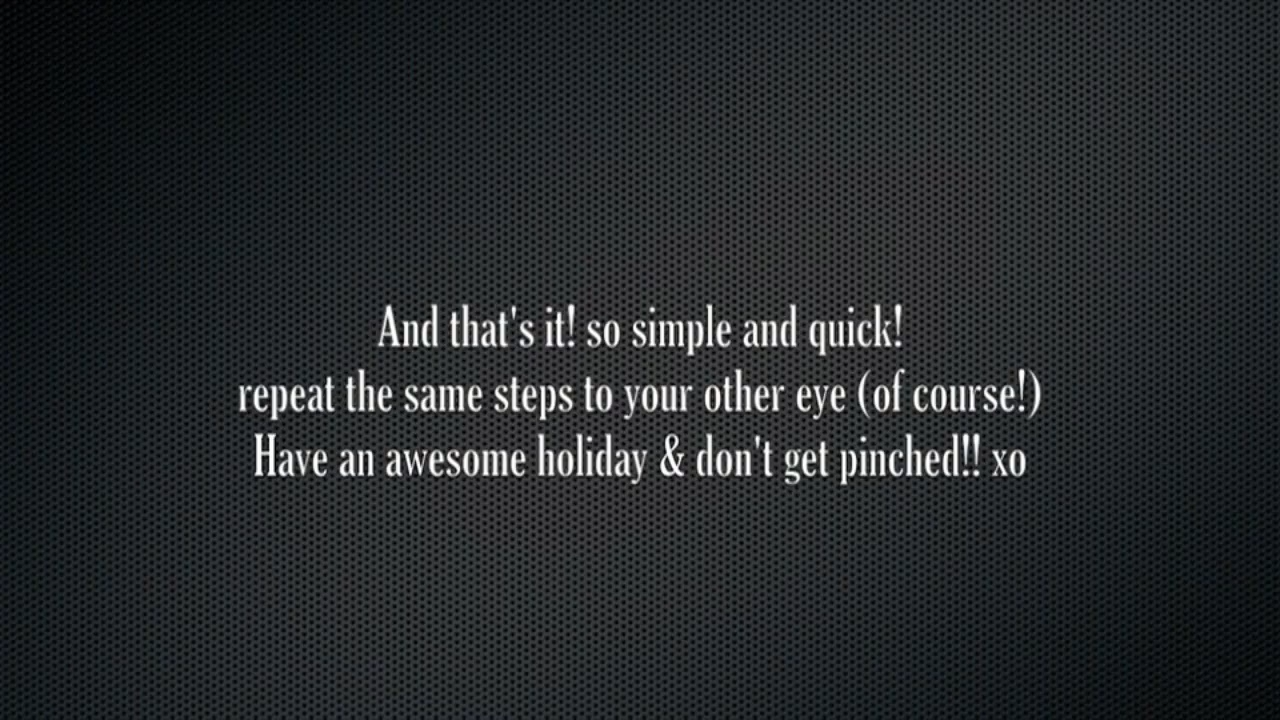 And that's it! so simple and quick!
repeat the same steps to your other eye (of course!)
Have an awesome holiday & don't get pinched!! xo